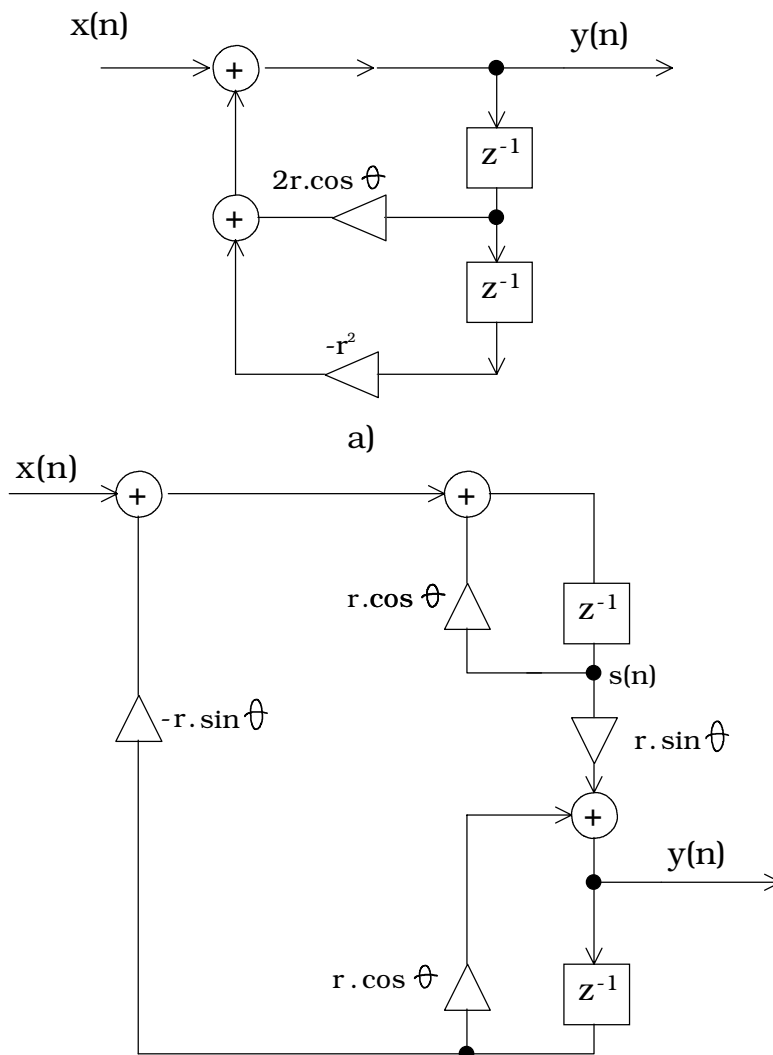 x(n)
y(n)
+
z⁻¹
2r.cos θ
+
z⁻¹
-r²
a)
x(n)
+
+
r.cos θ
z⁻¹
s(n)
-r.sin θ
r.sin θ
+
y(n)
r.cos θ
z⁻¹